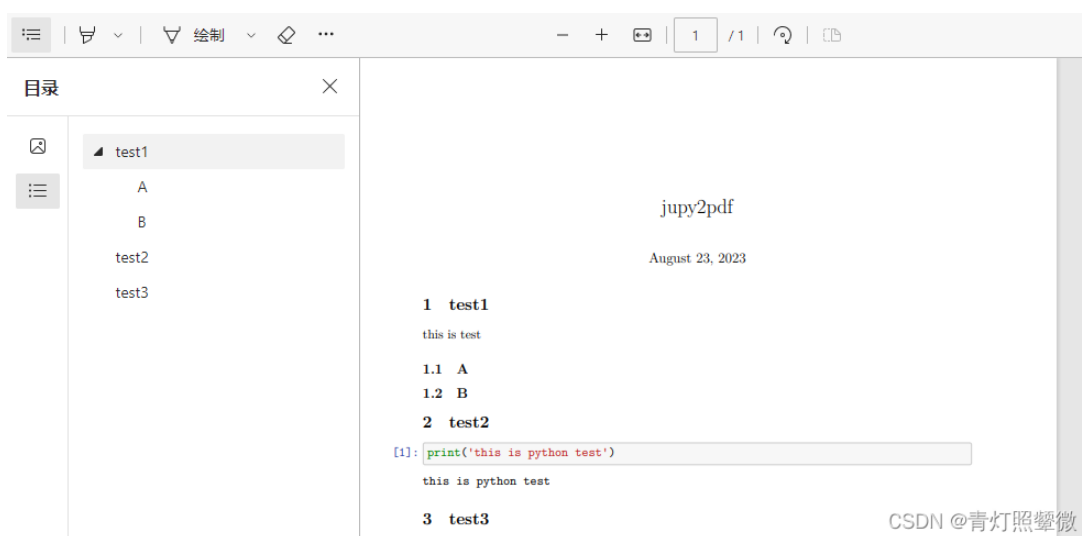 绘制
1 / 1
目录
test1
A
B
test2
test3
jupy2pdf
August 23, 2023
1 test1
this is test
1.1 A
1.2 B
2 test2
[1]: print('this is python test')
this is python test
3 test3
CSDN @青灯照颦微